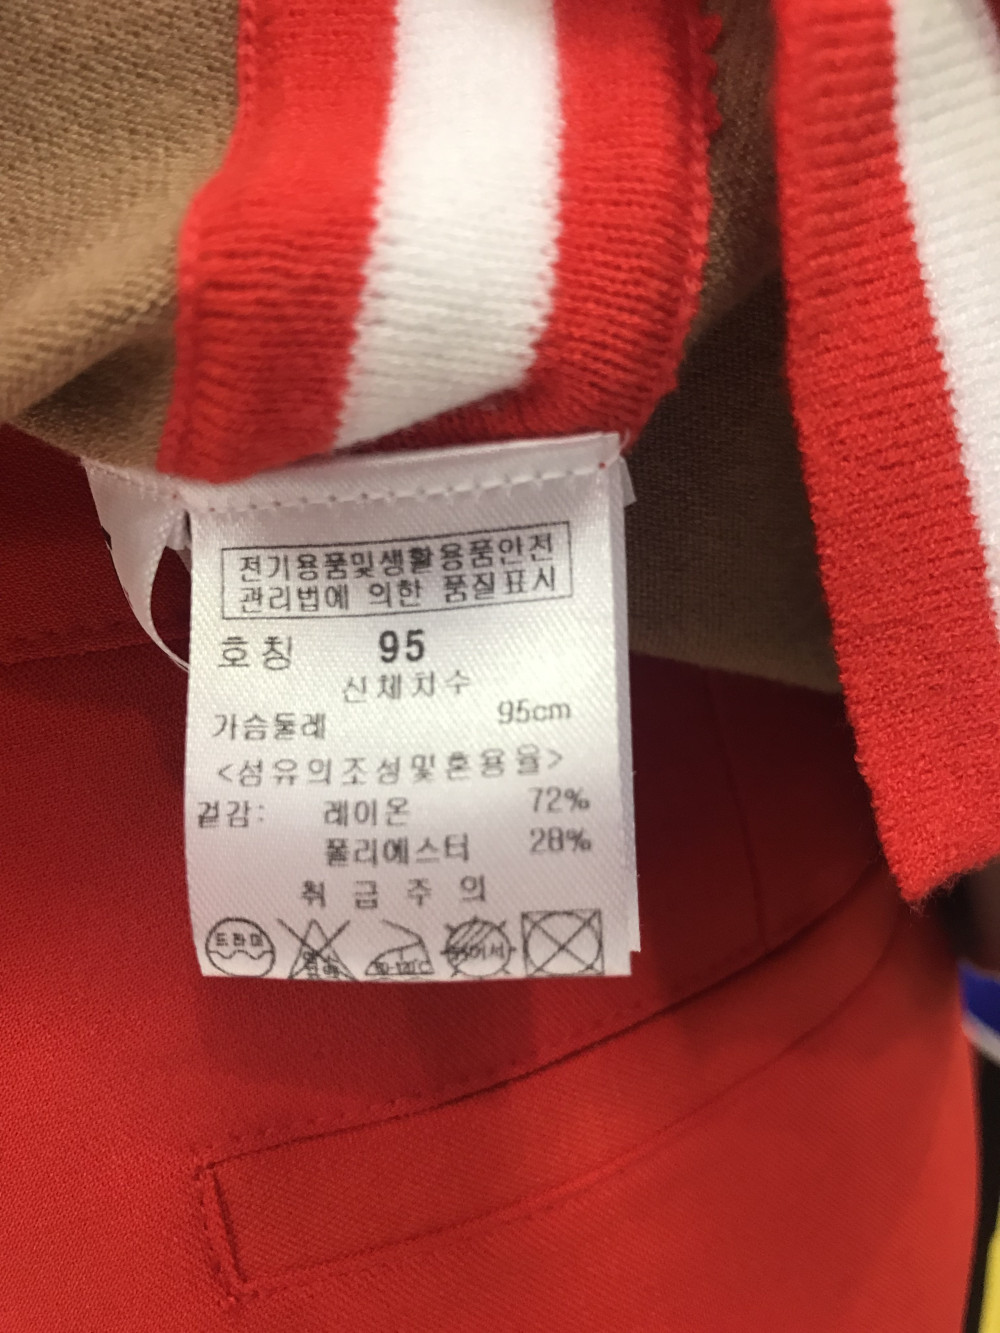 전기용품및생활용품안전
관리법에 의한 품질표시
호칭 95
신체치수
가슴둘레 95cm
<섬유의조성및혼용율>
겉감: 레이온 72%
폴리에스터 28%
취급주의
드라이